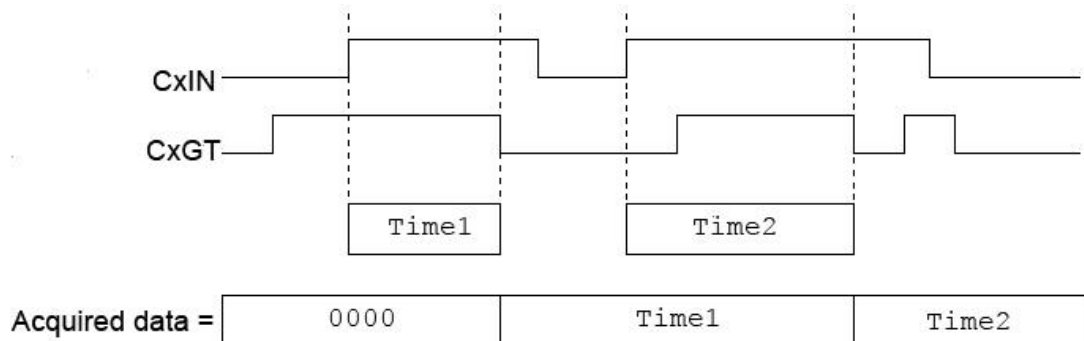 CxIN
CxGT
Time1 Time2
Acquired data = 0000 Time1 Time2